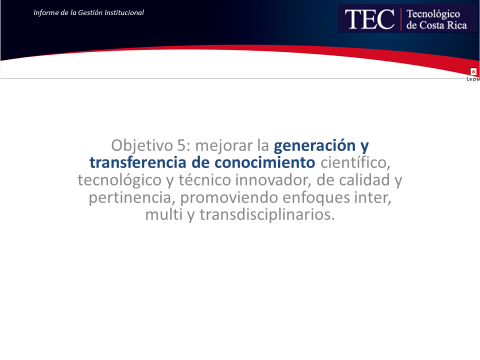 Informe de la Gestión Institucional
TEC Tecnológico
de Costa Rica
Objetivo 5: mejorar la generación y
transferencia de conocimiento científico,
tecnológico y técnico innovador, de calidad y
pertinencia, promoviendo enfoques inter,
multi y transdisciplinarios.